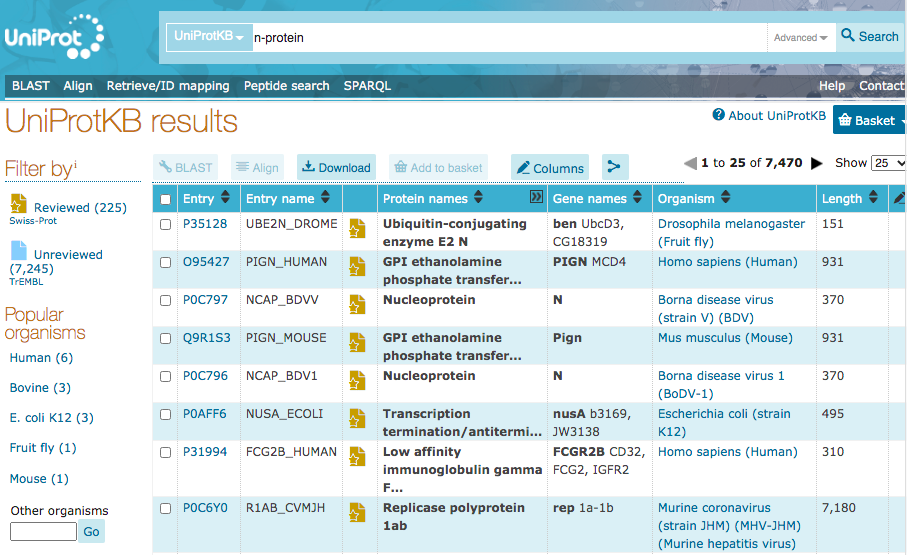 UniProt
UniProtKB
n-protein
Advanced
Search
BLAST Align Retrieve/ID mapping Peptide search SPARQL Help Contact
UniProtKB results
About UniProtKB
Basket
Filter by i
BLAST Align Download Add to basket Columns 1 to 25 of 7,470 Show 25
Reviewed (225)
Swiss-Prot
Unreviewed
(7,245)
TrEMBL
Popular
organisms
Human (6)
Bovine (3)
E. coli K12 (3)
Fruit fly (1)
Mouse (1)
Other organisms
Go
Entry Entry name Protein names Gene names Organism Length
P35128 UBE2N_DROME Ubiquitin-conjugating ben UbcD3, Drosophila melanogaster 151
enzyme E2 N CG18319 (Fruit fly)
O95427 PIGN_HUMAN GPI ethanolamine PIGN MCD4 Homo sapiens (Human) 931
phosphate transfer...
P0C797 NCAP_BDVV Nucleoprotein N Borna disease virus 370
(strain V) (BDV)
Q9R1S3 PIGN_MOUSE GPI ethanolamine Pign Mus musculus (Mouse) 931
phosphate transfer...
P0C796 NCAP_BDV1 Nucleoprotein N Borna disease virus 1 370
(BoDV-1)
P0AFF6 NUSA_ECOLI Transcription nusA b3169, Escherichia coli (strain 495
termination/antitermi... JW3138 K12)
P31994 FCG2B_HUMAN Low affinity FCGR2B CD32, Homo sapiens (Human) 310
immunoglobulin gamma FCG2, IGFR2
F...
P0C6Y0 R1AB_CVMJH Replicase polyprotein rep 1a-1b Murine coronavirus 7,180
1ab (strain JHM) (MHV-JHM)
(Murine hepatitis virus)